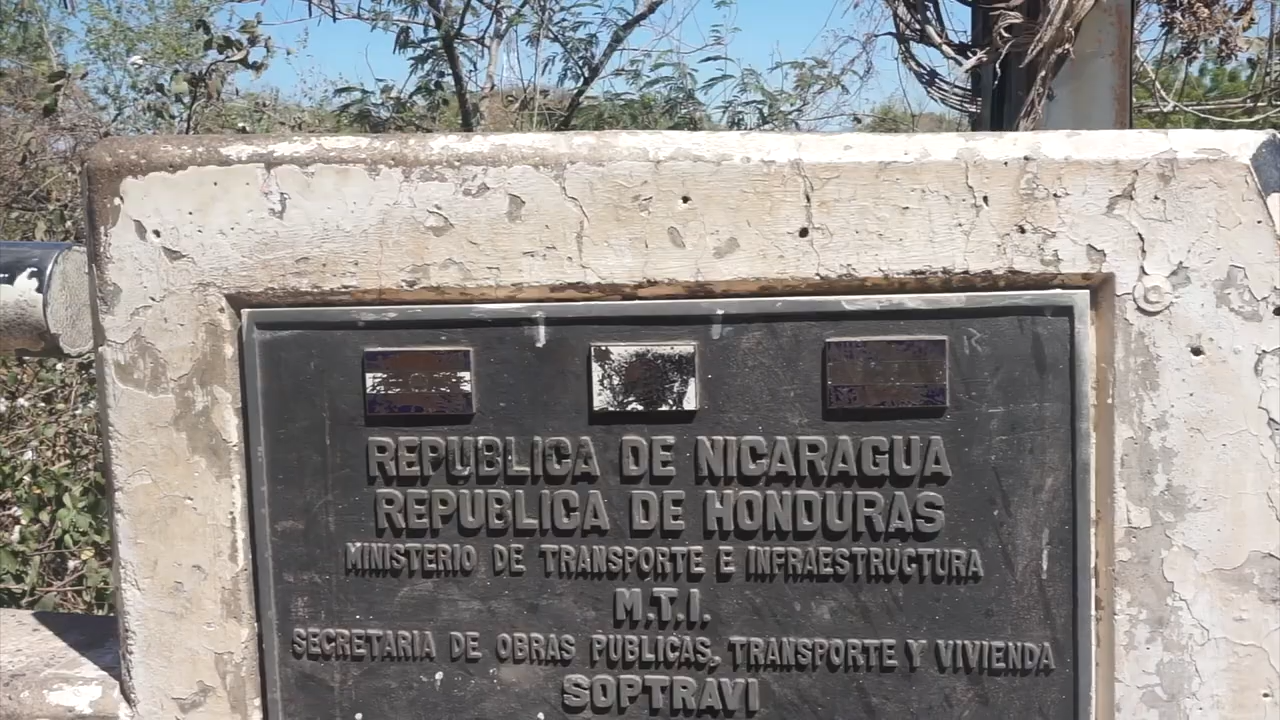 REPUBLICA DE NICARAGUA
REPUBLICA DE HONDURAS
MINISTERIO DE TRANSPORTE E INFRAESTRUCTURA
M.T.I.
SECRETARIA DE OBRAS PUBLICAS, TRANSPORTE Y VIVIENDA
SOPTRAVI